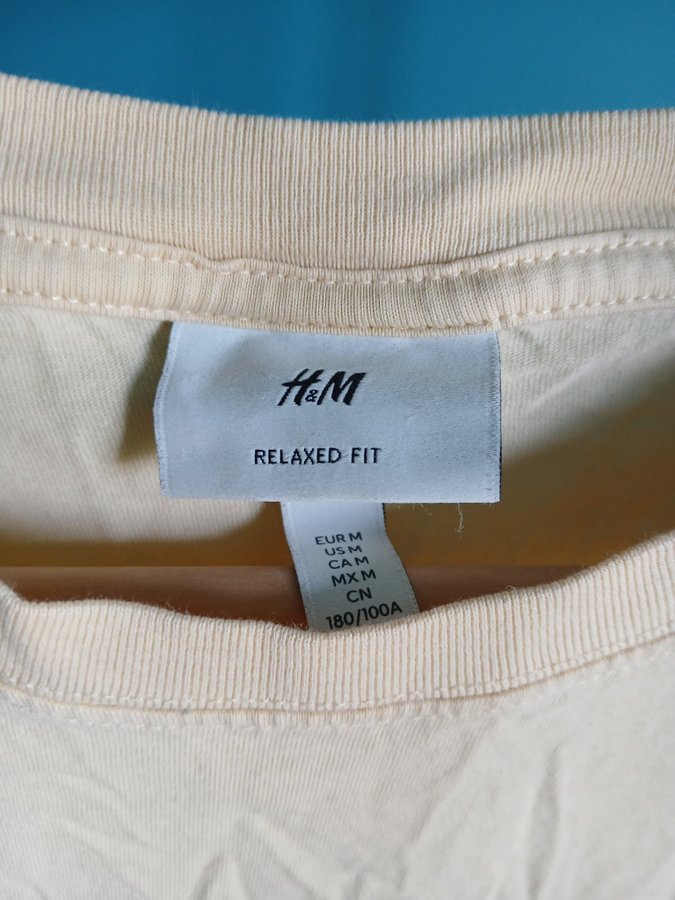 H&M
RELAXED FIT
EUR M
US M
CA M
MX M
CN
180/100A